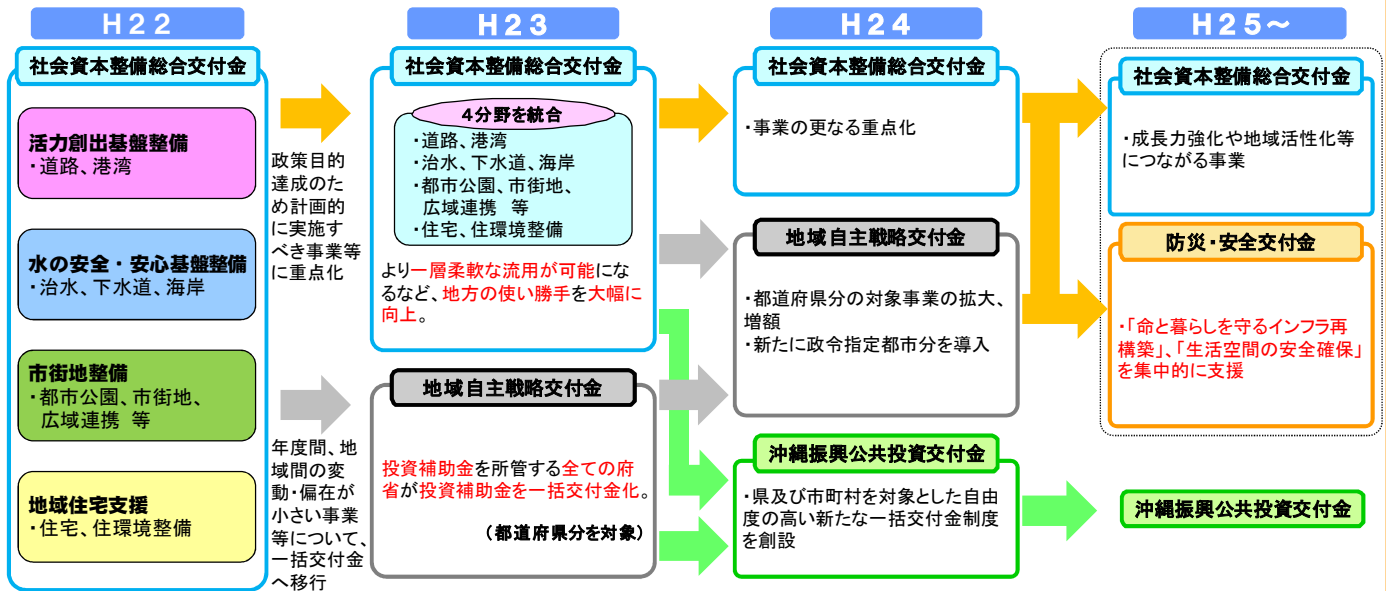 H22
社会資本整備総合交付金
活力創出基盤整備
・道路、港湾
水の安全・安心基盤整備
・治水、下水道、海岸
市街地整備
・都市公園、市街地、
広域連携 等
地域住宅支援
・住宅、住環境整備
政策目的
達成のた
め計画的
に実施す
べき事業等
に重点化
年度間、地
域間の変
動・偏在が
小さい事業
等について、
一括交付金
へ移行
H23
社会資本整備総合交付金
4分野を統合
・道路、港湾
・治水、下水道、海岸
・都市公園、市街地、
広域連携 等
・住宅、住環境整備
より一層柔軟な流用が可能にな
るなど、地方の使い勝手を大幅に
向上。
地域自主戦略交付金
投資補助金を所管する全ての府
省が投資補助金を一括交付金化。
(都道府県分を対象)
H24
社会資本整備総合交付金
・事業の更なる重点化
地域自主戦略交付金
・都道府県分の対象事業の拡大、
増額
・新たに政令指定都市分を導入
沖縄振興公共投資交付金
・県及び市町村を対象とした自由
度の高い新たな一括交付金制度
を創設
H25～
社会資本整備総合交付金
・成長力強化や地域活性化等
につながる事業
防災・安全交付金
・「命と暮らしを守るインフラ再
構築」、「生活空間の安全確保」
を集中的に支援
沖縄振興公共投資交付金